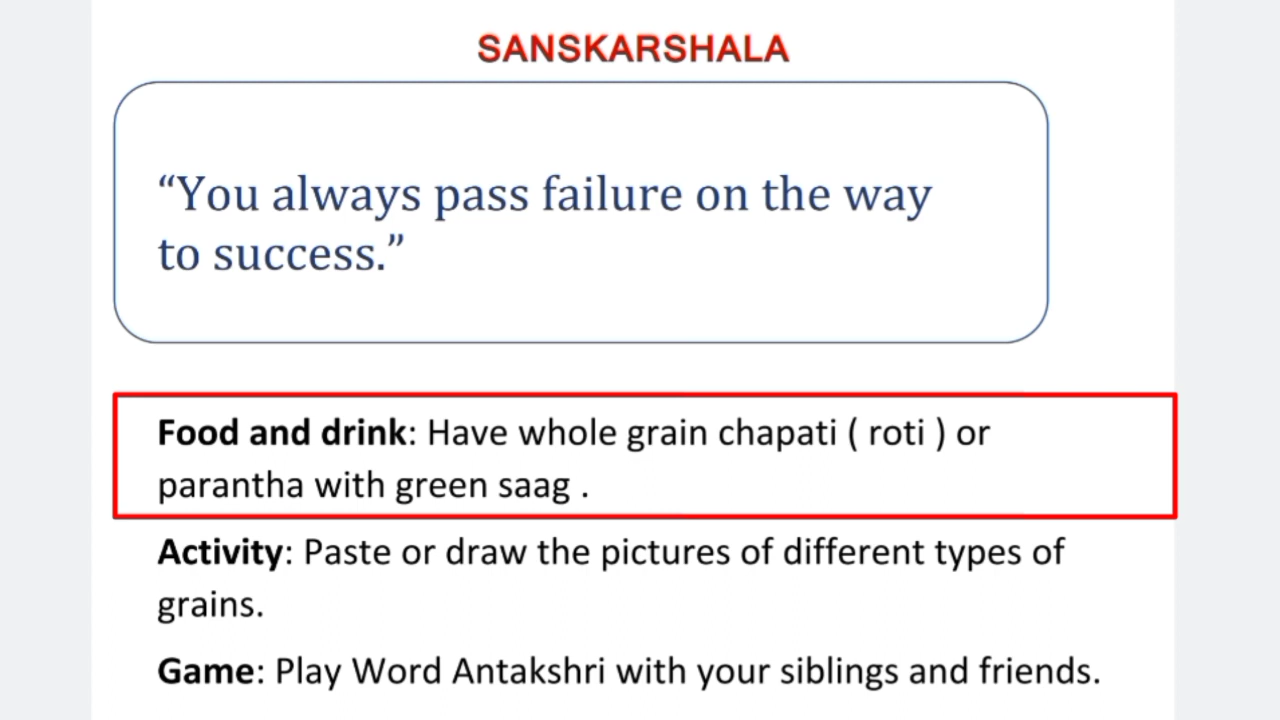 SANSKARSHALA
“You always pass failure on the way
to success.”
Food and drink: Have whole grain chapati ( roti ) or
parantha with green saag .
Activity: Paste or draw the pictures of different types of
grains.
Game: Play Word Antakshri with your siblings and friends.